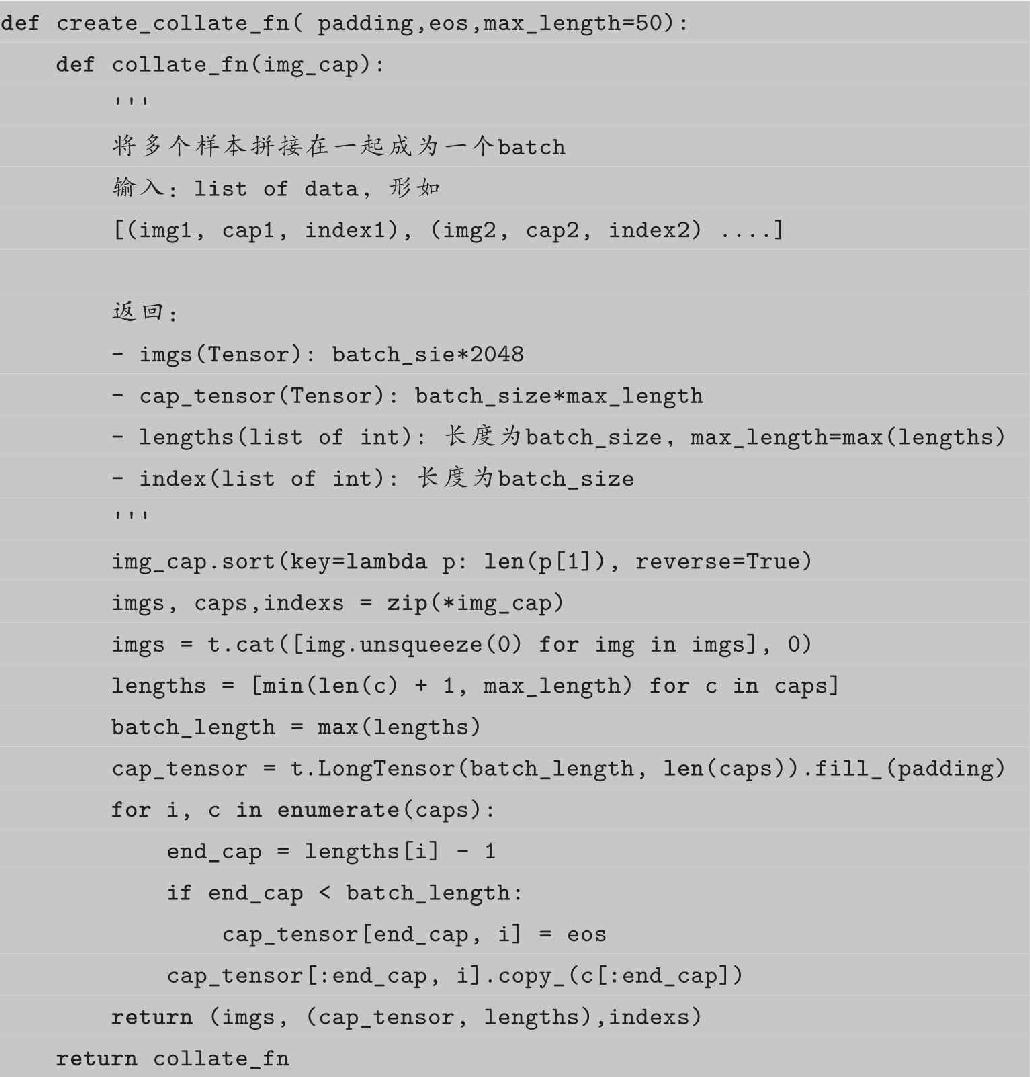 def create_collate_fn( padding,eos,max_length=50):
    def collate_fn(img_cap):
        '''
        将多个样本拼接在一起成为一个batch
        输入: list of data, 形如
        [(img1, cap1, index1), (img2, cap2, index2) ....]

        返回:
        - imgs(Tensor): batch_sie*2048
        - cap_tensor(Tensor): batch_size*max_length
        - lengths(list of int): 长度为batch_size, max_length=max(lengths)
        - index(list of int): 长度为batch_size
        '''
        img_cap.sort(key=lambda p: len(p[1]), reverse=True)
        imgs, caps,indexs = zip(*img_cap)
        imgs = t.cat([img.unsqueeze(0) for img in imgs], 0)
        lengths = [min(len(c) + 1, max_length) for c in caps]
        batch_length = max(lengths)
        cap_tensor = t.LongTensor(batch_length, len(caps)).fill_(padding)
        for i, c in enumerate(caps):
            end_cap = lengths[i] - 1
            if end_cap < batch_length:
                cap_tensor[end_cap, i] = eos
            cap_tensor[:end_cap, i].copy_(c[:end_cap])
        return (imgs, (cap_tensor, lengths),indexs)
    return collate_fn